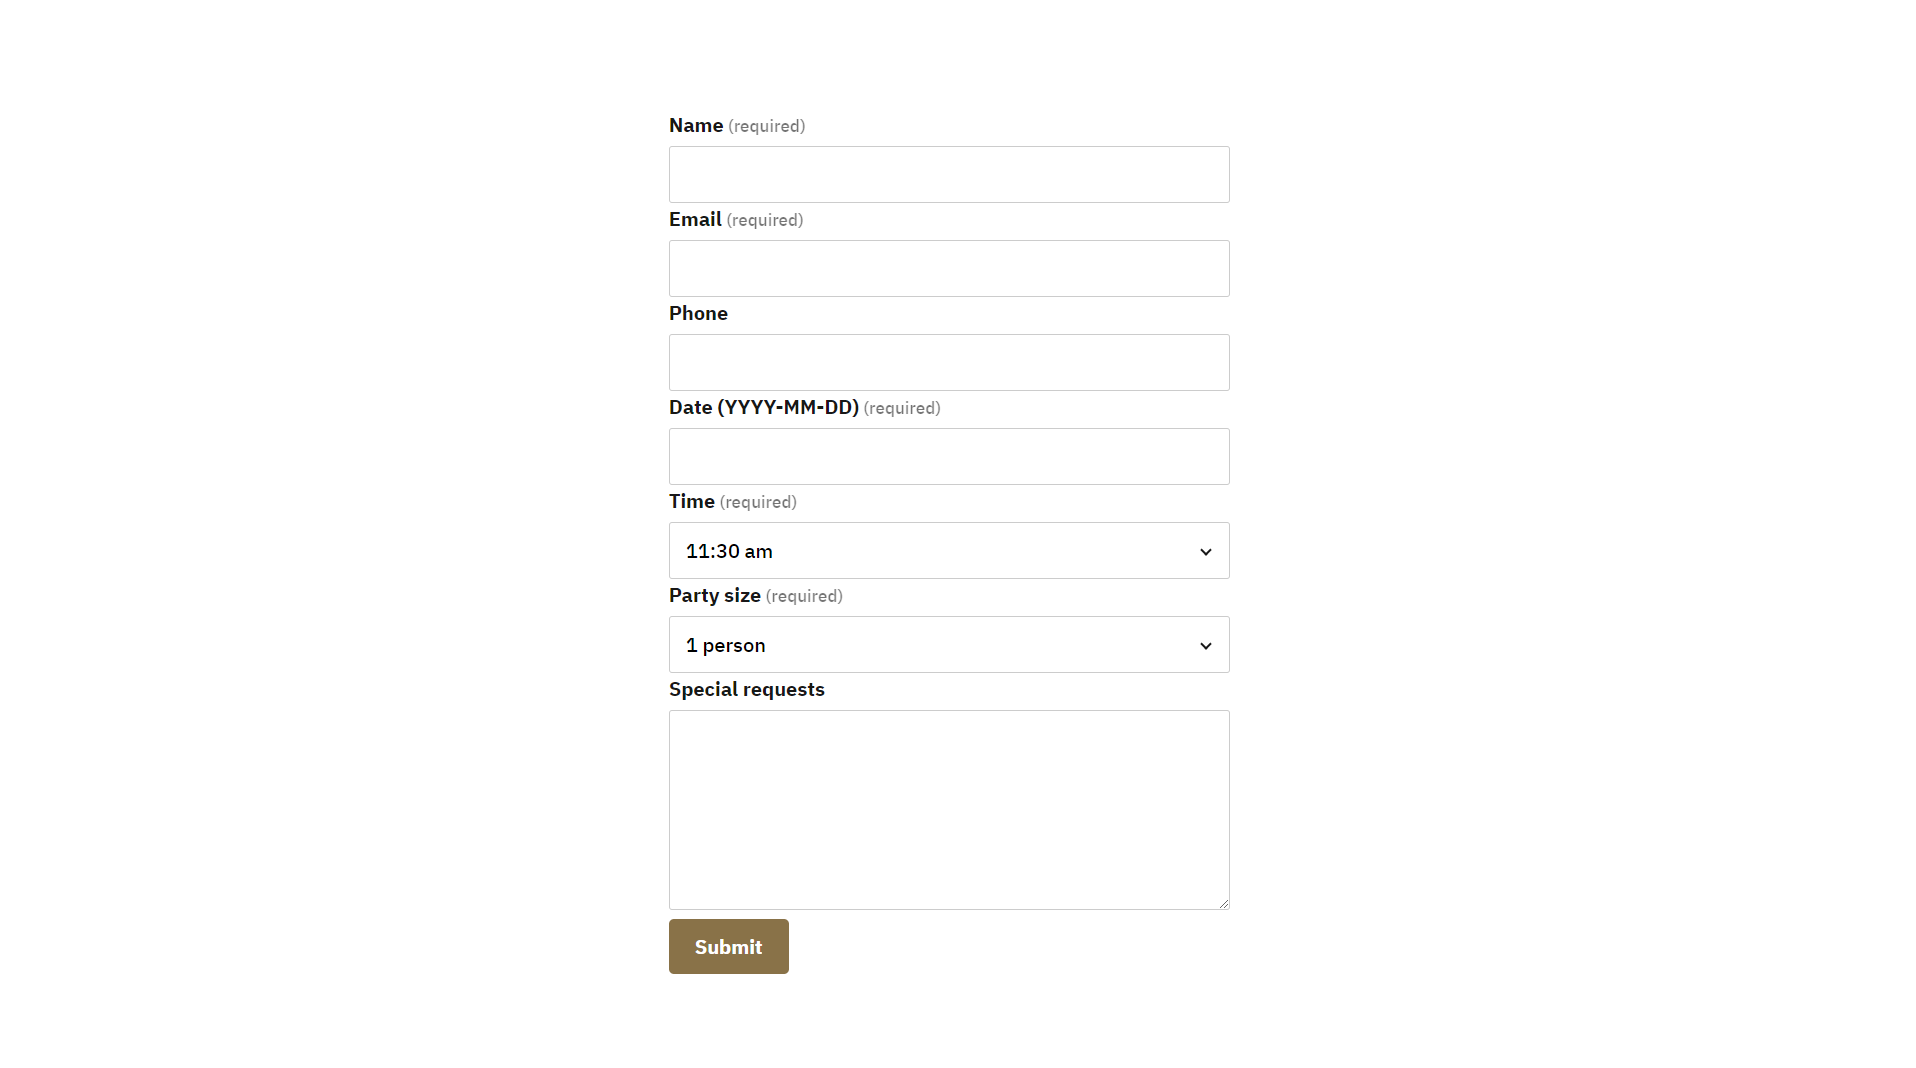 Name (required)
Email (required)
Phone
Date (YYYY-MM-DD) (required)
Time (required)
11:30 am
Party size (required)
1 person
Special requests
Submit